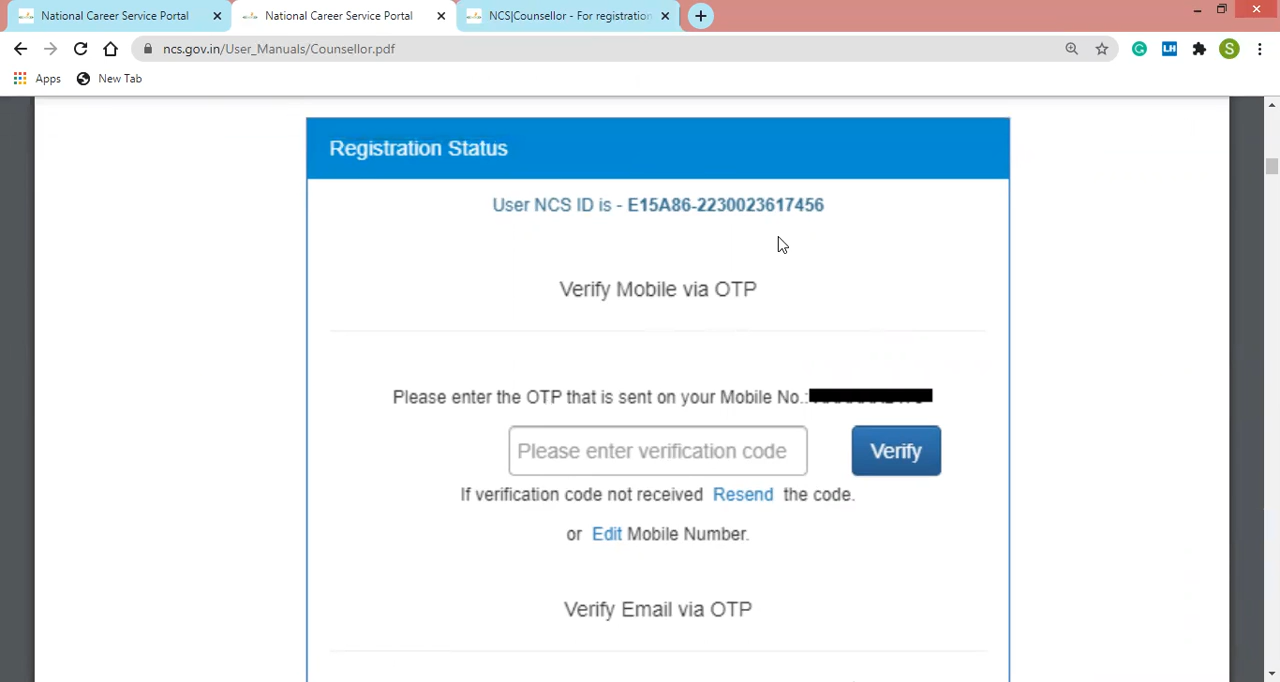 National Career Service Portal
National Career Service Portal
NCS|Counsellor - For registration
ncs.gov.in/User_Manuals/Counsellor.pdf
LH
S
Apps
New Tab
Registration Status
User NCS ID is - E15A86-2230023617456
Verify Mobile via OTP
Please enter the OTP that is sent on your Mobile No.:
Please enter verification code
Verify
If verification code not received Resend the code.
or Edit Mobile Number.
Verify Email via OTP